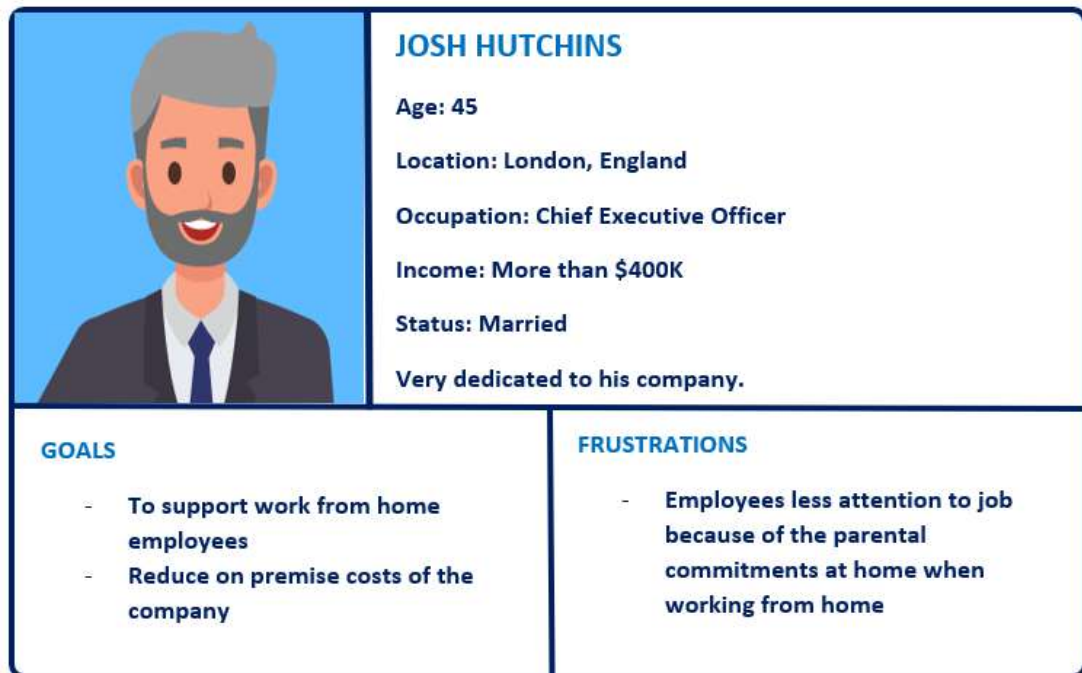 JOSH HUTCHINS
Age: 45
Location: London, England
Occupation: Chief Executive Officer
Income: More than $400K
Status: Married
Very dedicated to his company.
GOALS
- To support work from home
employees
- Reduce on premise costs of the
company
FRUSTRATIONS
- Employees less attention to job
because of the parental
commitments at home when
working from home